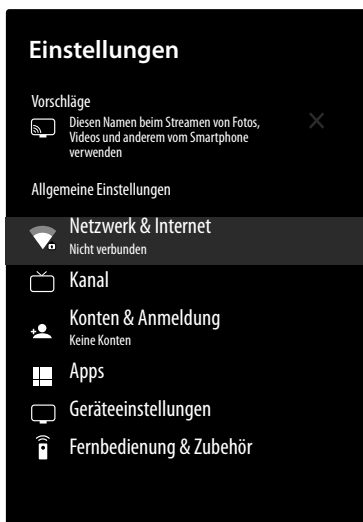 Einstellungen
Vorschläge
Diesen Namen beim Streamen von Fotos,
Videos und anderem vom Smartphone
verwenden
Allgemeine Einstellungen
Netzwerk & Internet
Nicht verbunden
Kanal
Konten & Anmeldung
Keine Konten
Apps
Geräteeinstellungen
Fernbedienung & Zubehör